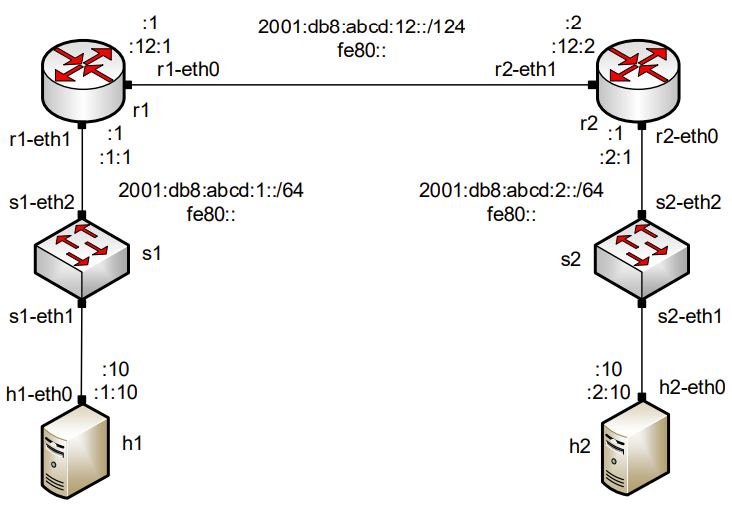 :1
:12:1
2001:db8:abcd:12::/124
fe80::
:2
:12:2
r1-eth0
r2-eth1
r1
r2
r1-eth1
:1
:1:1
:1
:2:1
r2-eth0
s1-eth2
2001:db8:abcd:1::/64
fe80::
2001:db8:abcd:2::/64
fe80::
s2-eth2
s1
s2
s1-eth1
s2-eth1
h1-eth0
:10
:1:10
:10
:2:10
h2-eth0
h1
h2